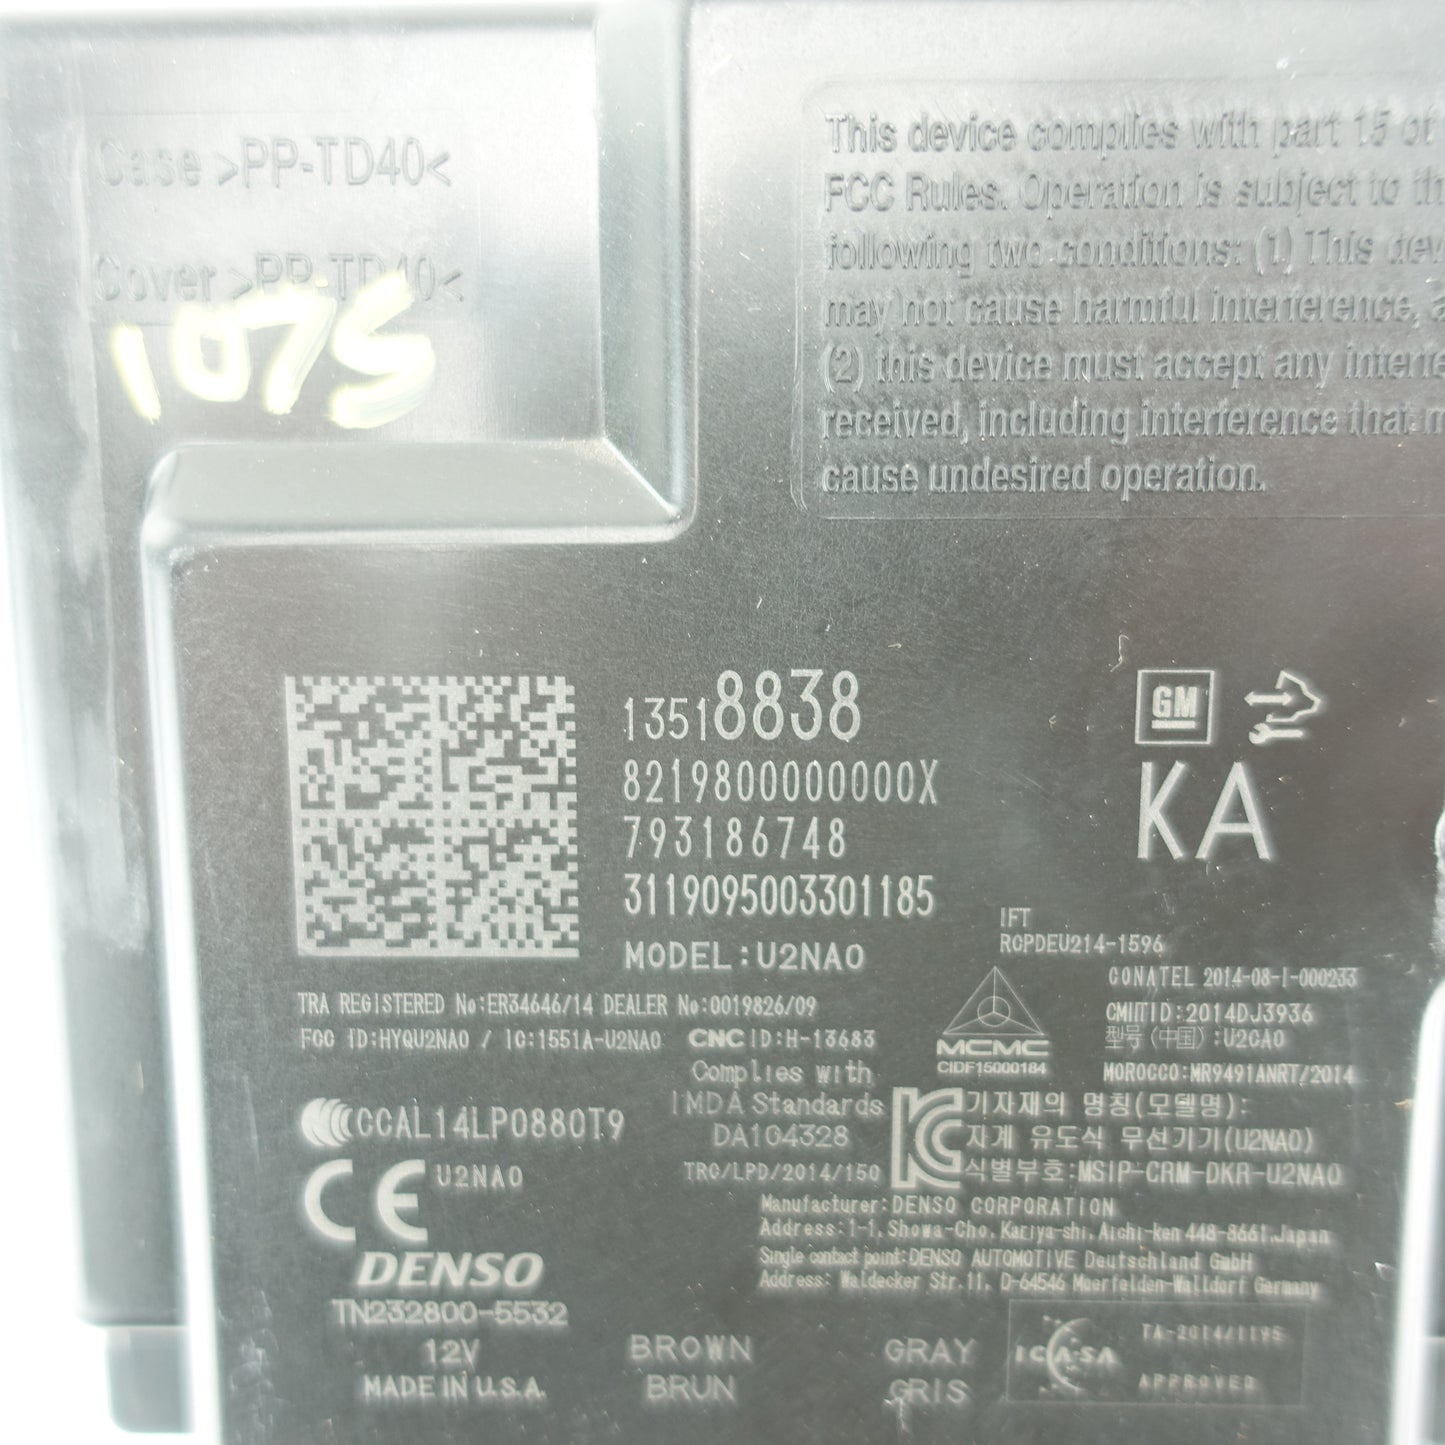 Case >PP-TD40<
Cover >PP-TD40<
1075
This device complies with part 15 of
FCC Rules. Operation is subject to
following two conditions: (1) This
may not cause harmful interference,
(2) this device must accept any
received, including interference that
cause undesired operation.
13518838
8219800000000X
793186748
3119095003301185
MODEL:U2NA0
GM
KA
IFT
RCPDEU214-1596
TRA REGISTERED No:ER34646/14 DEALER No:0019826/09
FCC ID:HYQU2NA0 / IC:1551A-U2NA0
CNC ID:H-13683
MCMC
CIDF15000184
CONATEL 2014-08-I-000233
CMIIT ID:2014DJ3936
型号(中国):U2CA0
MOROCCO:MR9491ANRT/2014
Complies with
IMDA Standards
DA104328
TRC/LPD/2014/150
CCAL14LP0880T9
CE U2NA0
기자재의 명칭(모델명):
자계 유도식 무선기기(U2NA0)
식별부호:MSIP-CRM-DKR-U2NA0
Manufacturer:DENSO CORPORATION
Address:1-1, Showa-Cho, Kariya-shi, Aichi-ken 448-8661, Japan
Single contact point:DENSO AUTOMOTIVE Deutschland GmbH
Address: Waldecker Str.11, D-64546 Moerfelden-Walldorf Germany
DENSO
TN232800-5532
12V
MADE IN U.S.A.
BROWN
BRUN
GRAY
GRIS
ICASA
TA-2014/1195
APPROVED